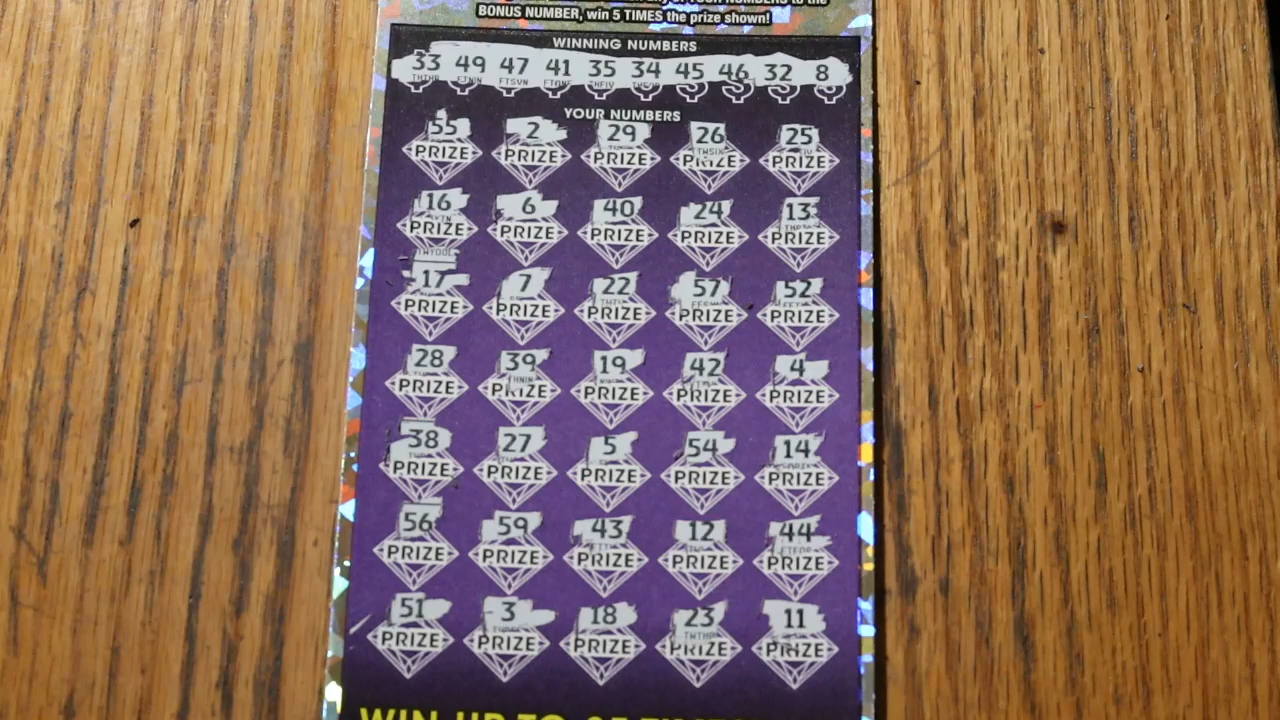 BONUS NUMBER, win 5 TIMES the prize shown!
WINNING NUMBERS
33 49 47 41 35 34 45 46 32 8
YOUR NUMBERS
55 2 29 26 25
PRIZE PRIZE PRIZE PRIZE PRIZE
16 6 40 24 13
PRIZE PRIZE PRIZE PRIZE PRIZE
17 7 22 57 52
PRIZE PRIZE PRIZE PRIZE PRIZE
28 39 19 42 4
PRIZE PRIZE PRIZE PRIZE PRIZE
38 27 5 54 14
PRIZE PRIZE PRIZE PRIZE PRIZE
56 59 43 12 44
PRIZE PRIZE PRIZE PRIZE PRIZE
51 3 18 23 11
PRIZE PRIZE PRIZE PRIZE PRIZE
WIN UP TO